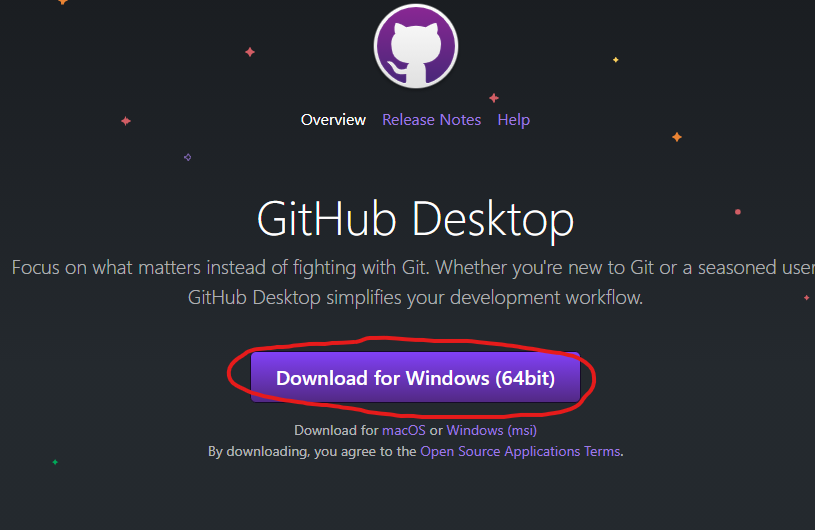 Overview Release Notes Help
GitHub Desktop
Focus on what matters instead of fighting with Git. Whether you're new to Git or a seasoned user
GitHub Desktop simplifies your development workflow.
Download for Windows (64bit)
Download for macOS or Windows (msi)
By downloading, you agree to the Open Source Applications Terms.